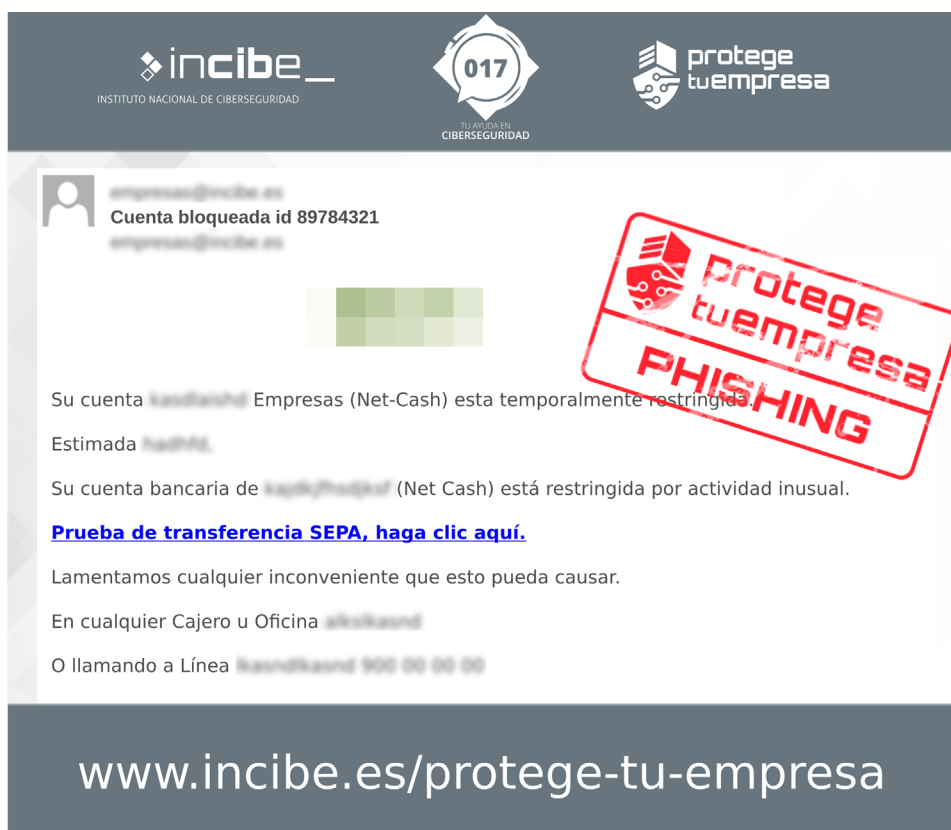 incibe_
INSTITUTO NACIONAL DE CIBERSEGURIDAD
017
TU AYUDA EN
CIBERSEGURIDAD
protege
tuempresa
Cuenta bloqueada id 89784321
protege
tuempresa
PHISHING
Su cuenta Empresas (Net-Cash) esta temporalmente restringida.
Estimada
Su cuenta bancaria de (Net Cash) está restringida por actividad inusual.
Prueba de transferencia SEPA, haga clic aquí.
Lamentamos cualquier inconveniente que esto pueda causar.
En cualquier Cajero u Oficina
O llamando a Línea
www.incibe.es/protege-tu-empresa